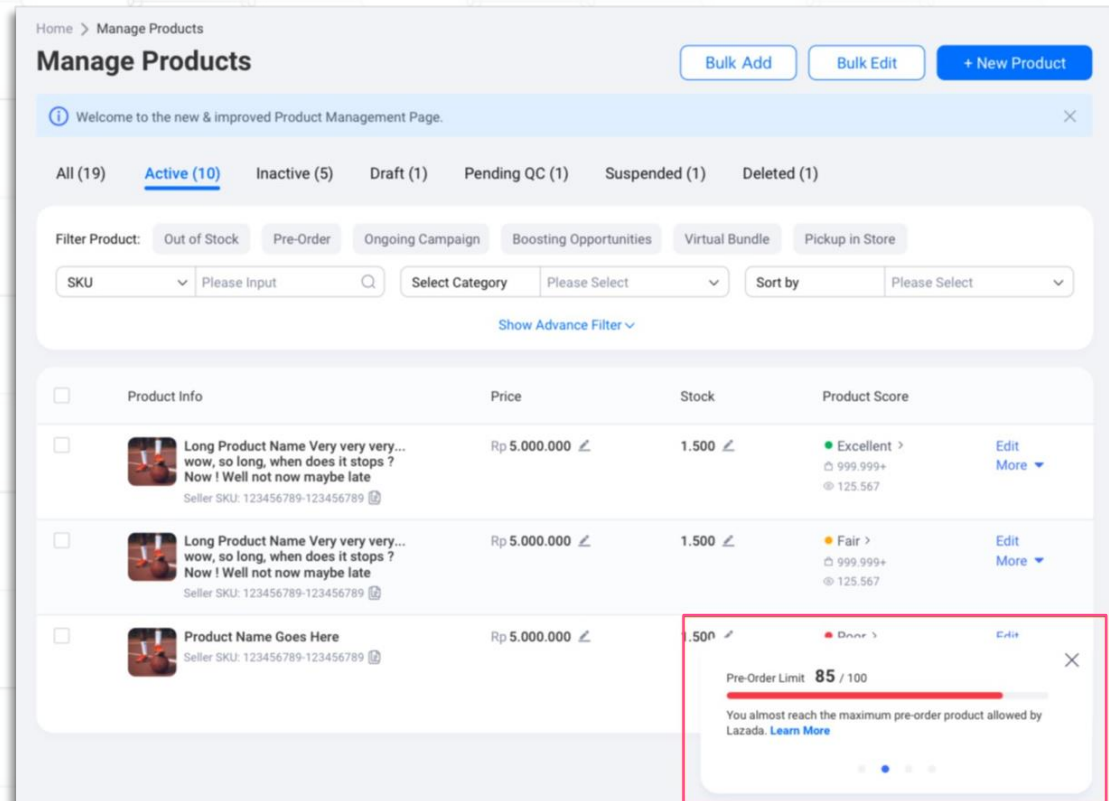 Home > Manage Products
Manage Products
Bulk Add
Bulk Edit
+ New Product
Welcome to the new & improved Product Management Page.
All (19)
Active (10)
Inactive (5)
Draft (1)
Pending QC (1)
Suspended (1)
Deleted (1)
Filter Product:
Out of Stock
Pre-Order
Ongoing Campaign
Boosting Opportunities
Virtual Bundle
Pickup in Store
SKU
Please Input
Select Category
Please Select
Sort by
Please Select
Show Advance Filter
Product Info
Price
Stock
Product Score
Long Product Name Very very very...
wow, so long, when does it stops ?
Now ! Well not now maybe late
Seller SKU: 123456789-123456789
Rp 5.000.000
1.500
Excellent >
999.999+
125.567
Edit
More
Long Product Name Very very very...
wow, so long, when does it stops ?
Now ! Well not now maybe late
Seller SKU: 123456789-123456789
Rp 5.000.000
1.500
Fair >
999.999+
125.567
Edit
More
Product Name Goes Here
Seller SKU: 123456789-123456789
Rp 5.000.000
1.500
Poor >
Edit
Pre-Order Limit 85 / 100
You almost reach the maximum pre-order product allowed by
Lazada. Learn More